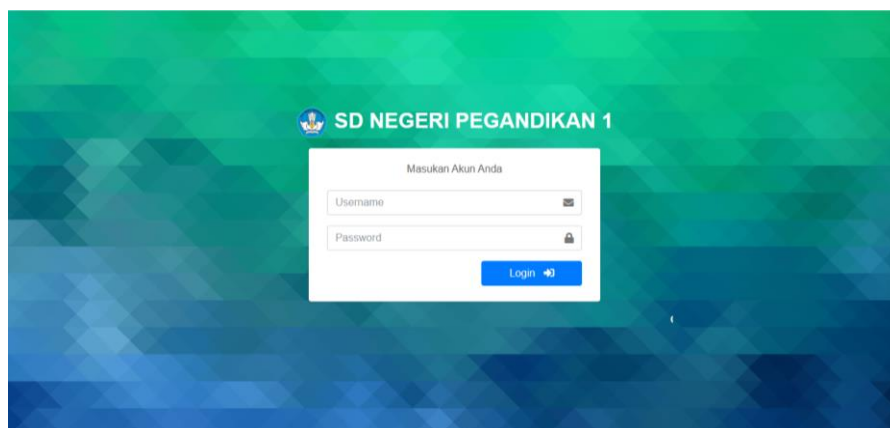 SD NEGERI PEGANDIKAN 1
Masukan Akun Anda
Username
Password
Login